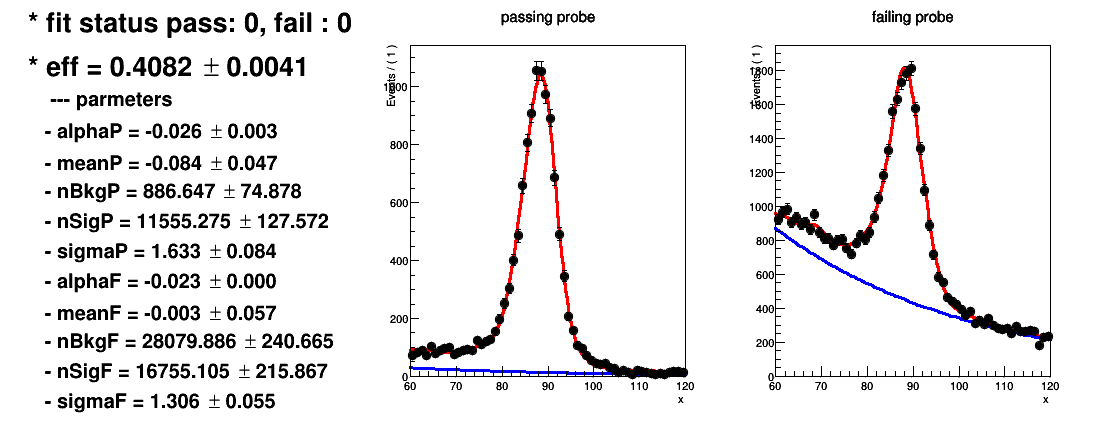 * fit status pass: 0, fail : 0
* eff = 0.4082 ± 0.0041
--- parmeters
- alphaP = -0.026 ± 0.003
- meanP = -0.084 ± 0.047
- nBkgP = 886.647 ± 74.878
- nSigP = 11555.275 ± 127.572
- sigmaP = 1.633 ± 0.084
- alphaF = -0.023 ± 0.000
- meanF = -0.003 ± 0.057
- nBkgF = 28079.886 ± 240.665
- nSigF = 16755.105 ± 215.867
- sigmaF = 1.306 ± 0.055
passing probe
Events / ( 1 )
1000
800
600
400
200
0
60 70 80 90 100 110 120
x
failing probe
Events / ( 1 )
1800
1600
1400
1200
1000
800
600
400
200
0
60 70 80 90 100 110 120
x